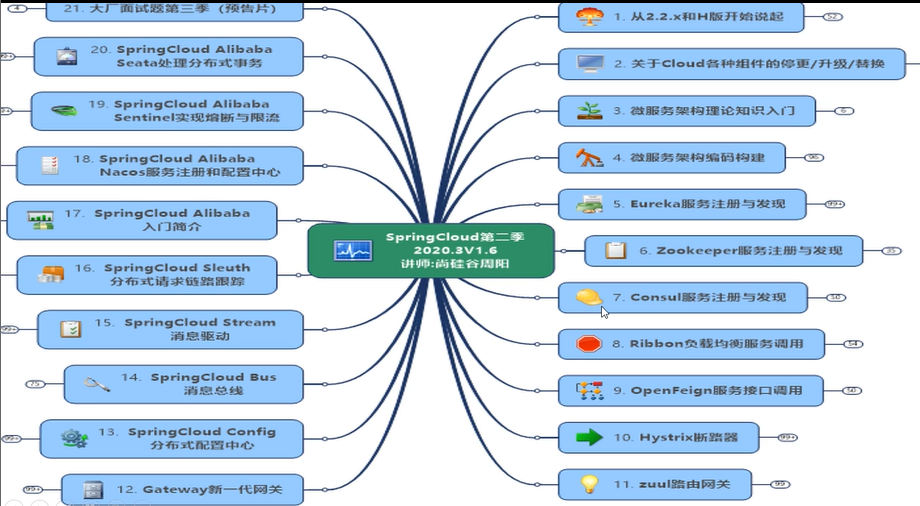 SpringCloud第二季
2020.3V1.6
讲师:尚硅谷周阳
1. 从2.2.x和H版开始说起
52
2. 关于Cloud各种组件的停更/升级/替换
3. 微服务架构理论知识入门
6
4. 微服务架构编码构建
96
5. Eureka服务注册与发现
99+
6. Zookeeper服务注册与发现
35
7. Consul服务注册与发现
50
8. Ribbon负载均衡服务调用
54
9. OpenFeign服务接口调用
50
10. Hystrix断路器
99+
11. zuul路由网关
99
12. Gateway新一代网关
99+
13. SpringCloud Config
分布式配置中心
99+
14. SpringCloud Bus
消息总线
75
15. SpringCloud Stream
消息驱动
99+
16. SpringCloud Sleuth
分布式请求链路跟踪
17. SpringCloud Alibaba
入门简介
18. SpringCloud Alibaba
Nacos服务注册和配置中心
19. SpringCloud Alibaba
Sentinel实现熔断与限流
20. SpringCloud Alibaba
Seata处理分布式事务
21. 大厂面试题第三季（预告片）
4